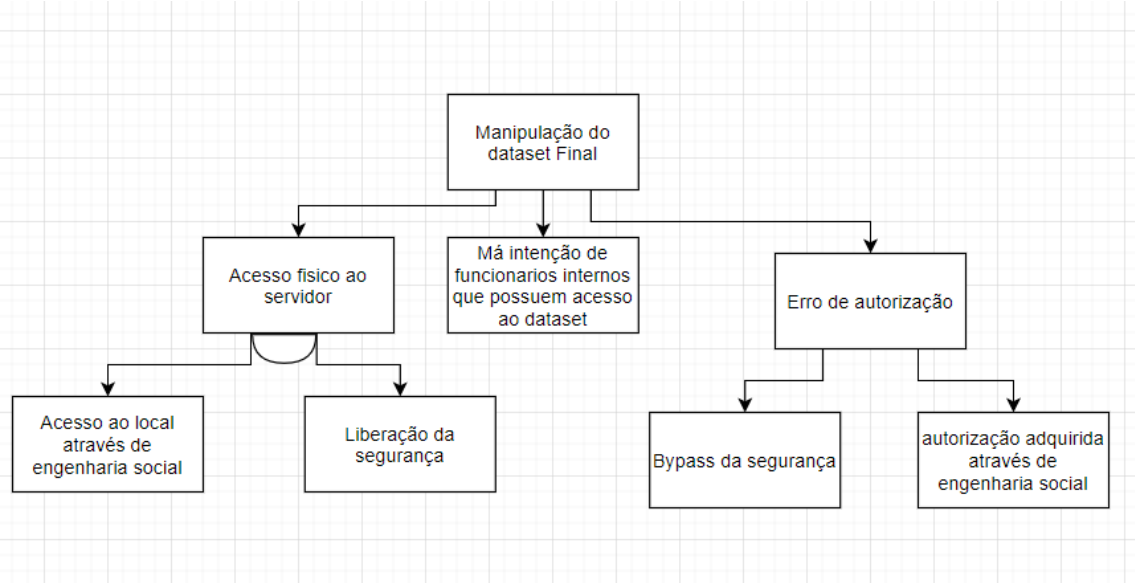 Manipulação do
dataset Final
Acesso fisico ao
servidor
Má intenção de
funcionarios internos
que possuem acesso
ao dataset
Erro de autorização
Acesso ao local
através de
engenharia social
Liberação da
segurança
Bypass da segurança
autorização adquirida
através de
engenharia social